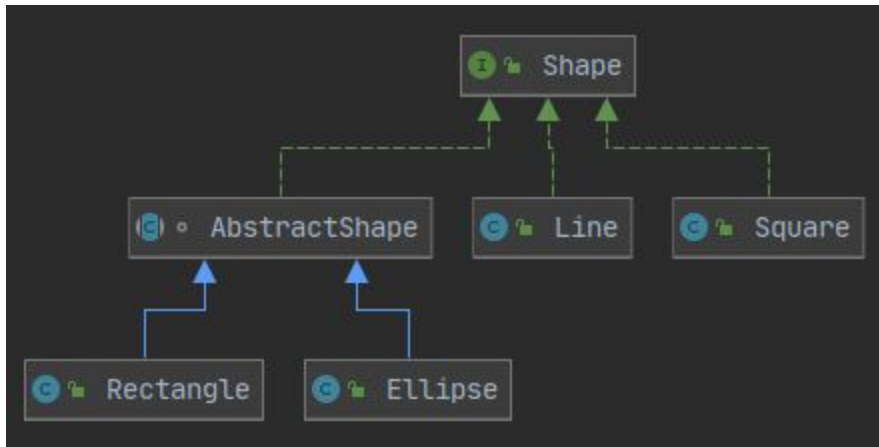 I Shape
C AbstractShape
C Line
C Square
C Rectangle
C Ellipse